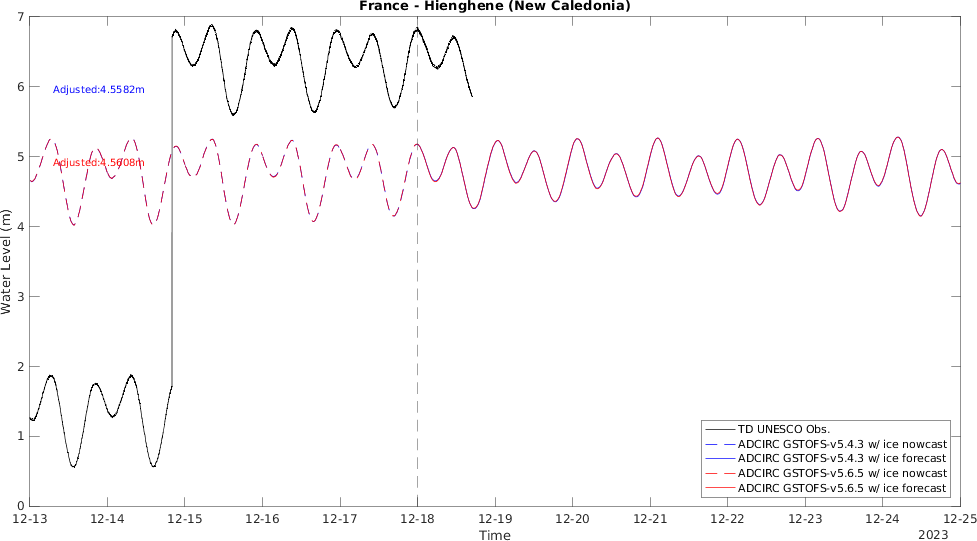 France - Hienghene (New Caledonia)
7
6
5
4
3
2
1
0
Water Level (m)
Adjusted:4.5582m
Adjusted:4.5608m
TD UNESCO Obs.
ADCIRC GSTOFS-v5.4.3 w/ ice nowcast
ADCIRC GSTOFS-v5.4.3 w/ ice forecast
ADCIRC GSTOFS-v5.6.5 w/ ice nowcast
ADCIRC GSTOFS-v5.6.5 w/ ice forecast
12-13 12-14 12-15 12-16 12-17 12-18 12-19 12-20 12-21 12-22 12-23 12-24 12-25
Time
2023